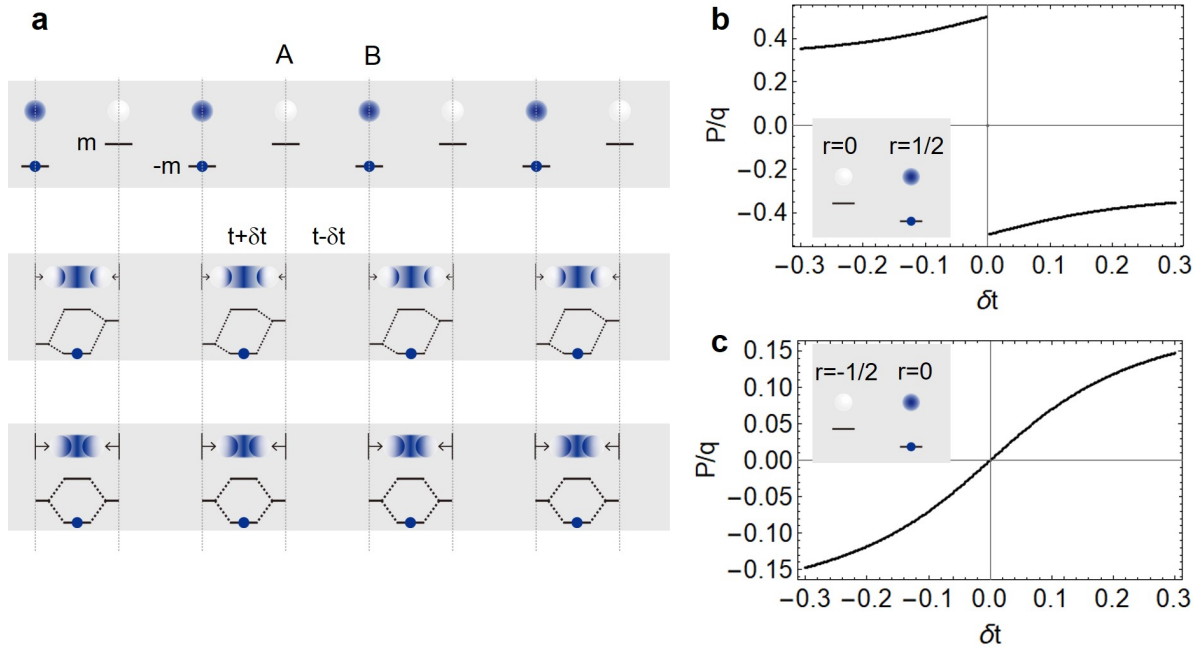 a
A B
m
-m
t+δt t-δt
b
P/q
0.4
0.2
0.0
−0.2
−0.4
r=0 r=1/2
−0.3 −0.2 −0.1 0.0 0.1 0.2 0.3
δt
c
P/q
0.15
0.10
0.05
0.00
−0.05
−0.10
−0.15
r=-1/2 r=0
−0.3 −0.2 −0.1 0.0 0.1 0.2 0.3
δt